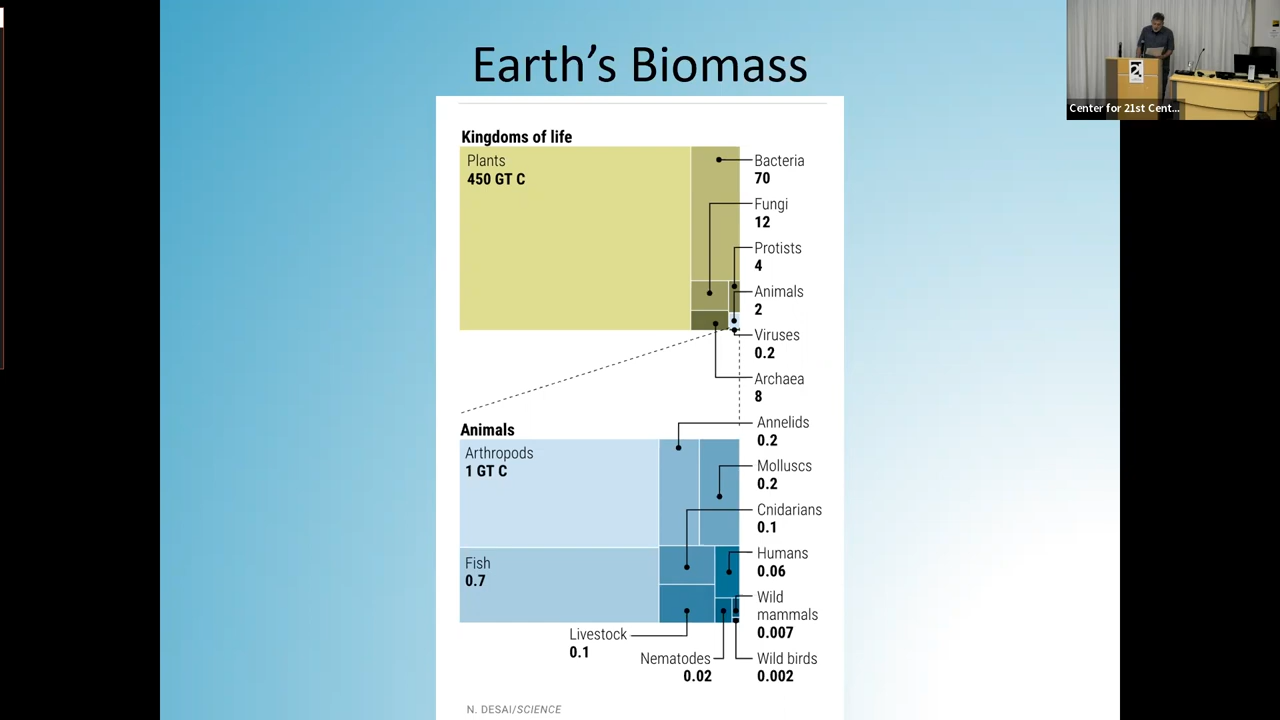 Earth's Biomass
Center for 21st Cent...
Kingdoms of life
Plants
450 GT C
Bacteria
70
Fungi
12
Protists
4
Animals
2
Viruses
0.2
Archaea
8
Animals
Arthropods
1 GT C
Fish
0.7
Annelids
0.2
Molluscs
0.2
Cnidarians
0.1
Humans
0.06
Wild
mammals
0.007
Livestock
0.1
Nematodes
0.02
Wild birds
0.002
N. DESAI/SCIENCE